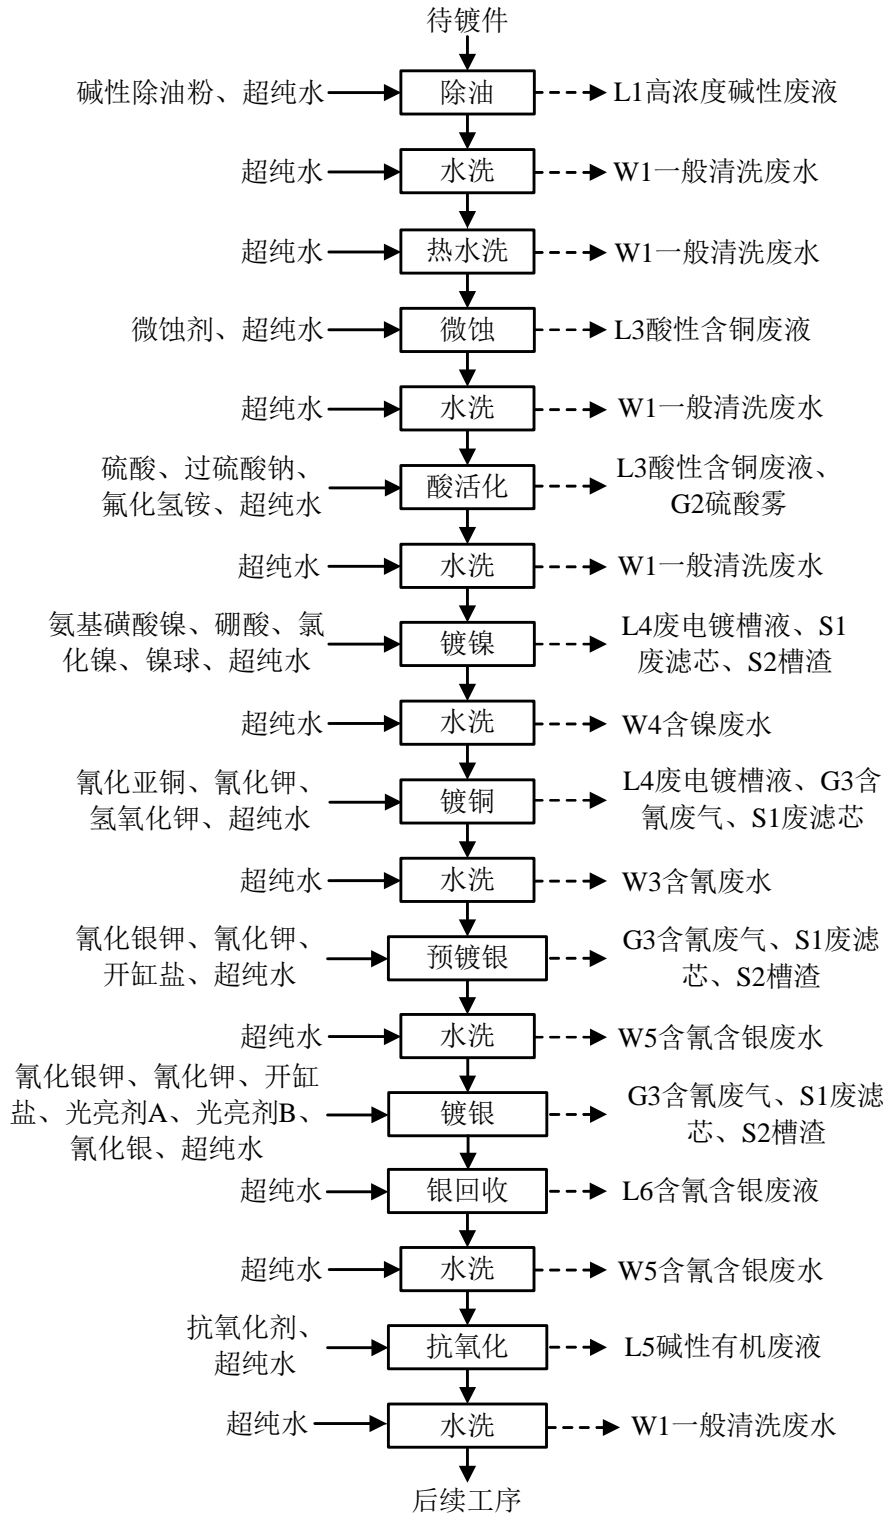 待镀件
碱性除油粉、超纯水
除油
L1高浓度碱性废液
超纯水
水洗
W1一般清洗废水
超纯水
热水洗
W1一般清洗废水
微蚀剂、超纯水
微蚀
L3酸性含铜废液
超纯水
水洗
W1一般清洗废水
硫酸、过硫酸钠、
氟化氢铵、超纯水
酸活化
L3酸性含铜废液、
G2硫酸雾
超纯水
水洗
W1一般清洗废水
氨基磺酸镍、硼酸、氯
化镍、镍球、超纯水
镀镍
L4废电镀槽液、S1
废滤芯、S2槽渣
超纯水
水洗
W4含镍废水
氰化亚铜、氰化钾、
氢氧化钾、超纯水
镀铜
L4废电镀槽液、G3含
氰废气、S1废滤芯
超纯水
水洗
W3含氰废水
氰化银钾、氰化钾、
开缸盐、超纯水
预镀银
G3含氰废气、S1废滤
芯、S2槽渣
超纯水
水洗
W5含氰含银废水
氰化银钾、氰化钾、开缸
盐、光亮剂A、光亮剂B、
氰化银、超纯水
镀银
G3含氰废气、S1废滤
芯、S2槽渣
超纯水
银回收
L6含氰含银废液
超纯水
水洗
W5含氰含银废水
抗氧化剂、
超纯水
抗氧化
L5碱性有机废液
超纯水
水洗
W1一般清洗废水
后续工序